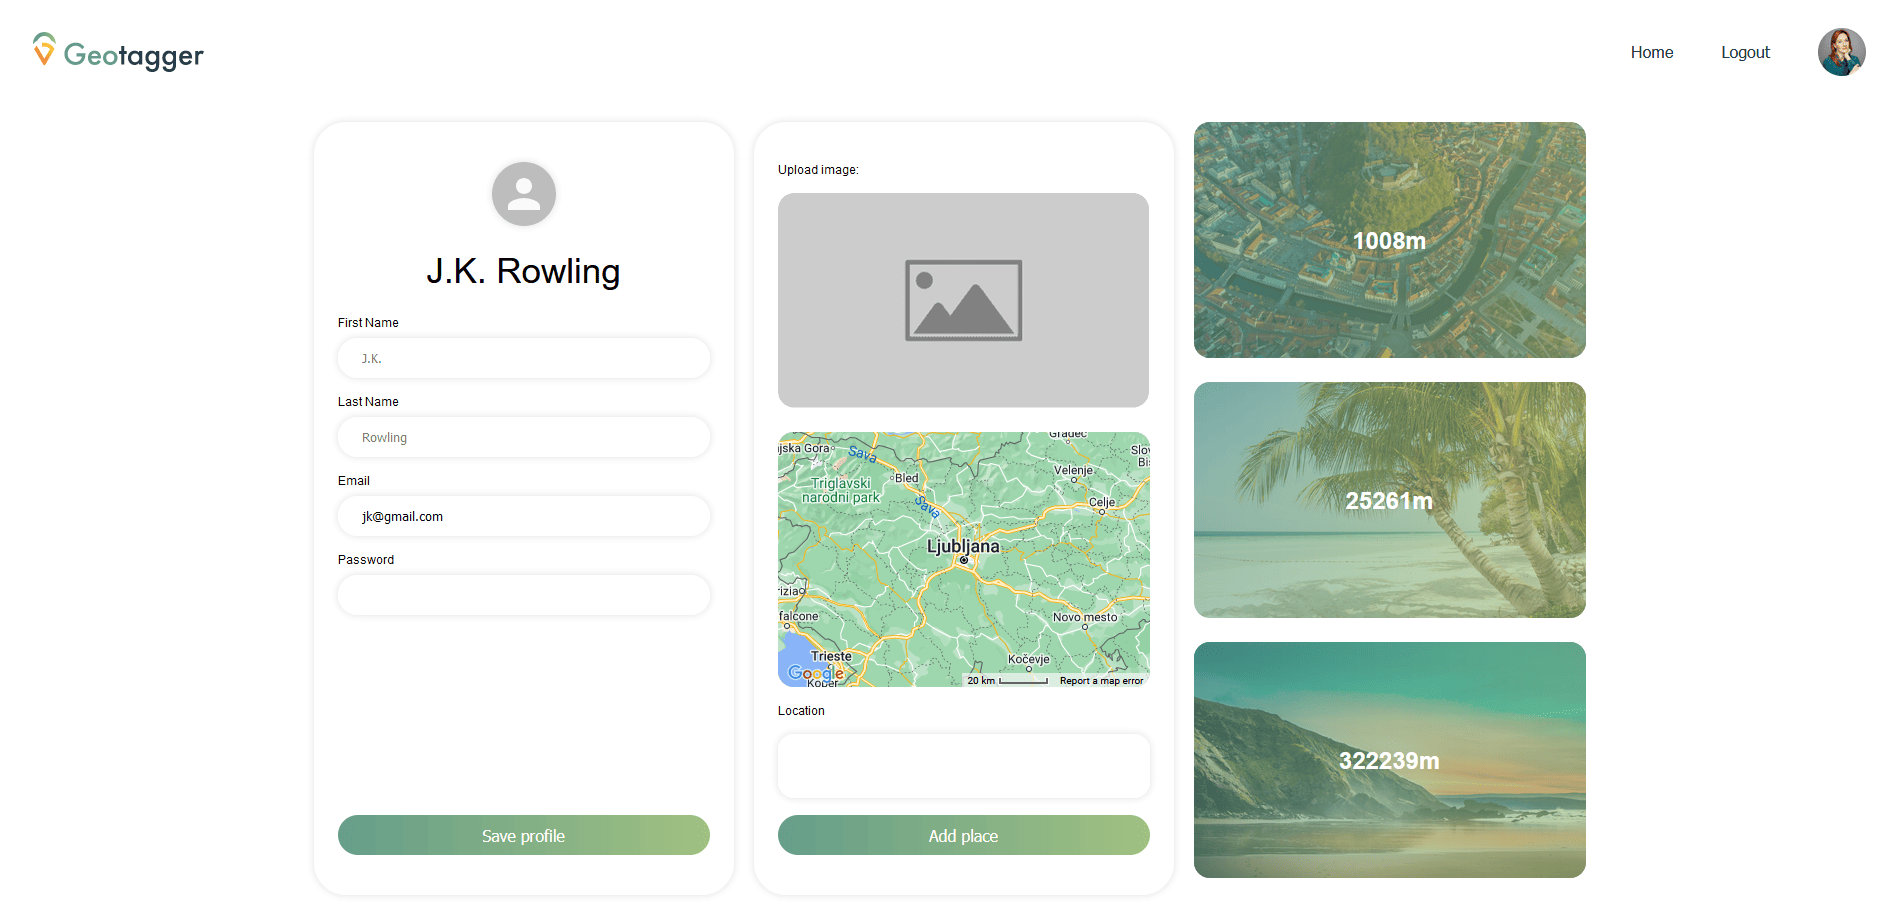 Geotagger
Home
Logout
J.K. Rowling
First Name
J.K.
Last Name
Rowling
Email
jk@gmail.com
Password
Save profile
Upload image:
Gradec
jska Gora
Sava
Slov
Velenje
Bi
Bled
Triglavski
narodni park
Celje
Sava
Ljubljana
rizia
falcone
Novo mesto
Trieste
Kočevje
Google
Koper
20 km
Report a map error
Location
Add place
1008m
25261m
322239m